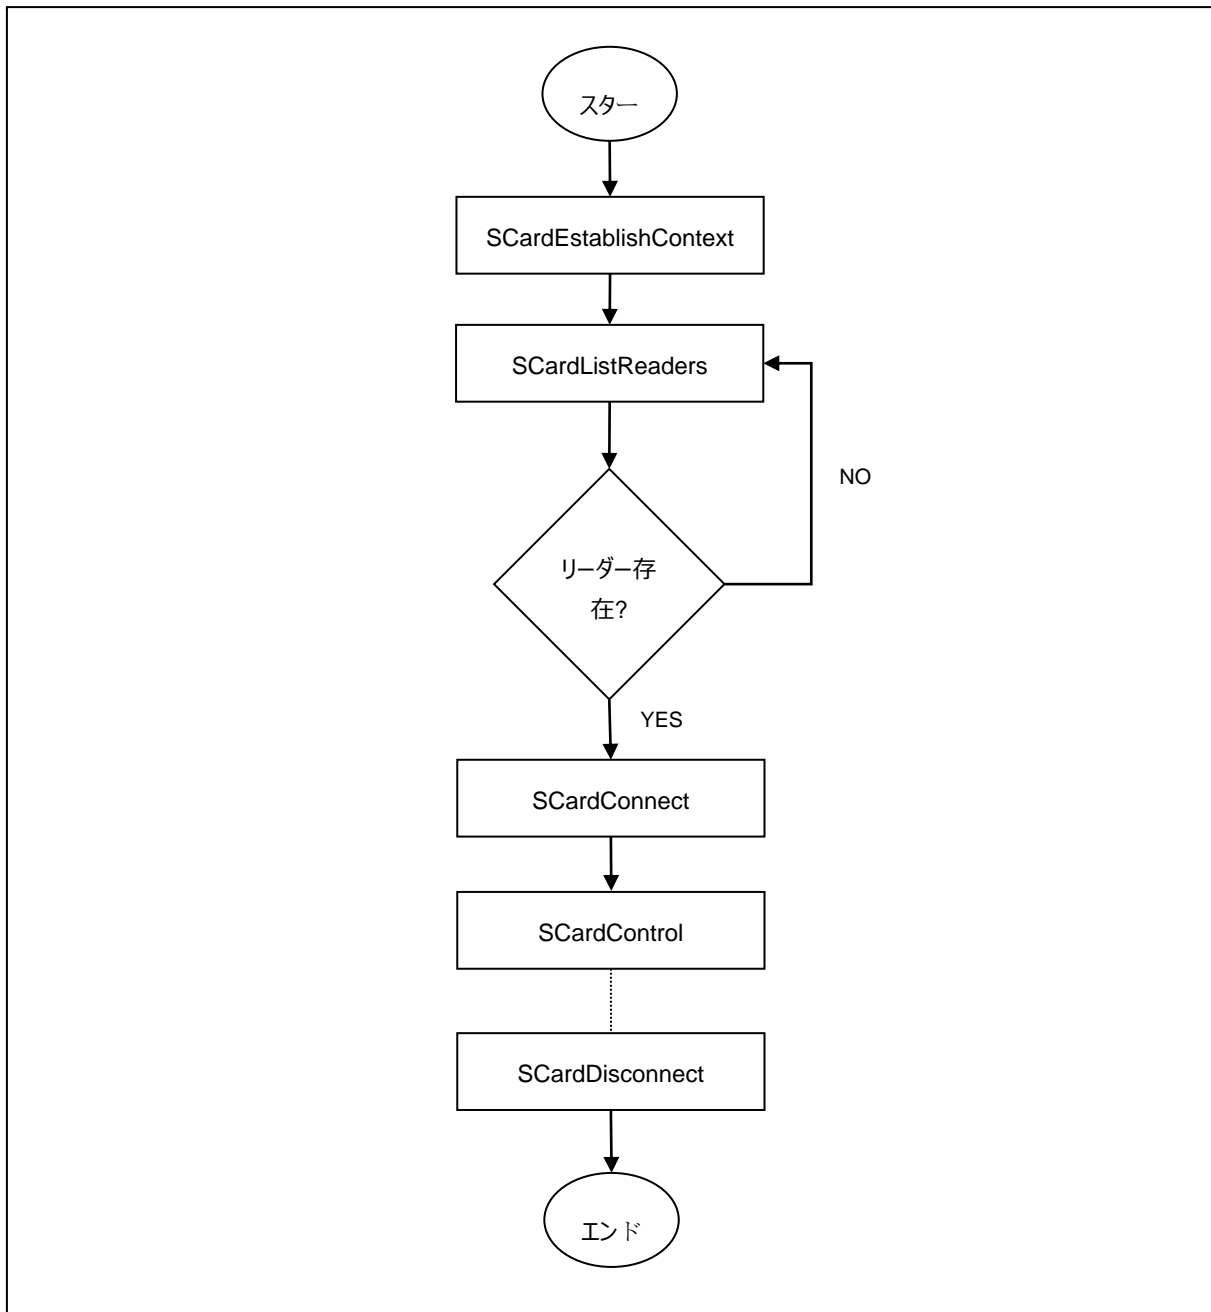 スター
SCardEstablishContext
SCardListReaders
NO
リーダー存
在?
YES
SCardConnect
SCardControl
SCardDisconnect
エンド